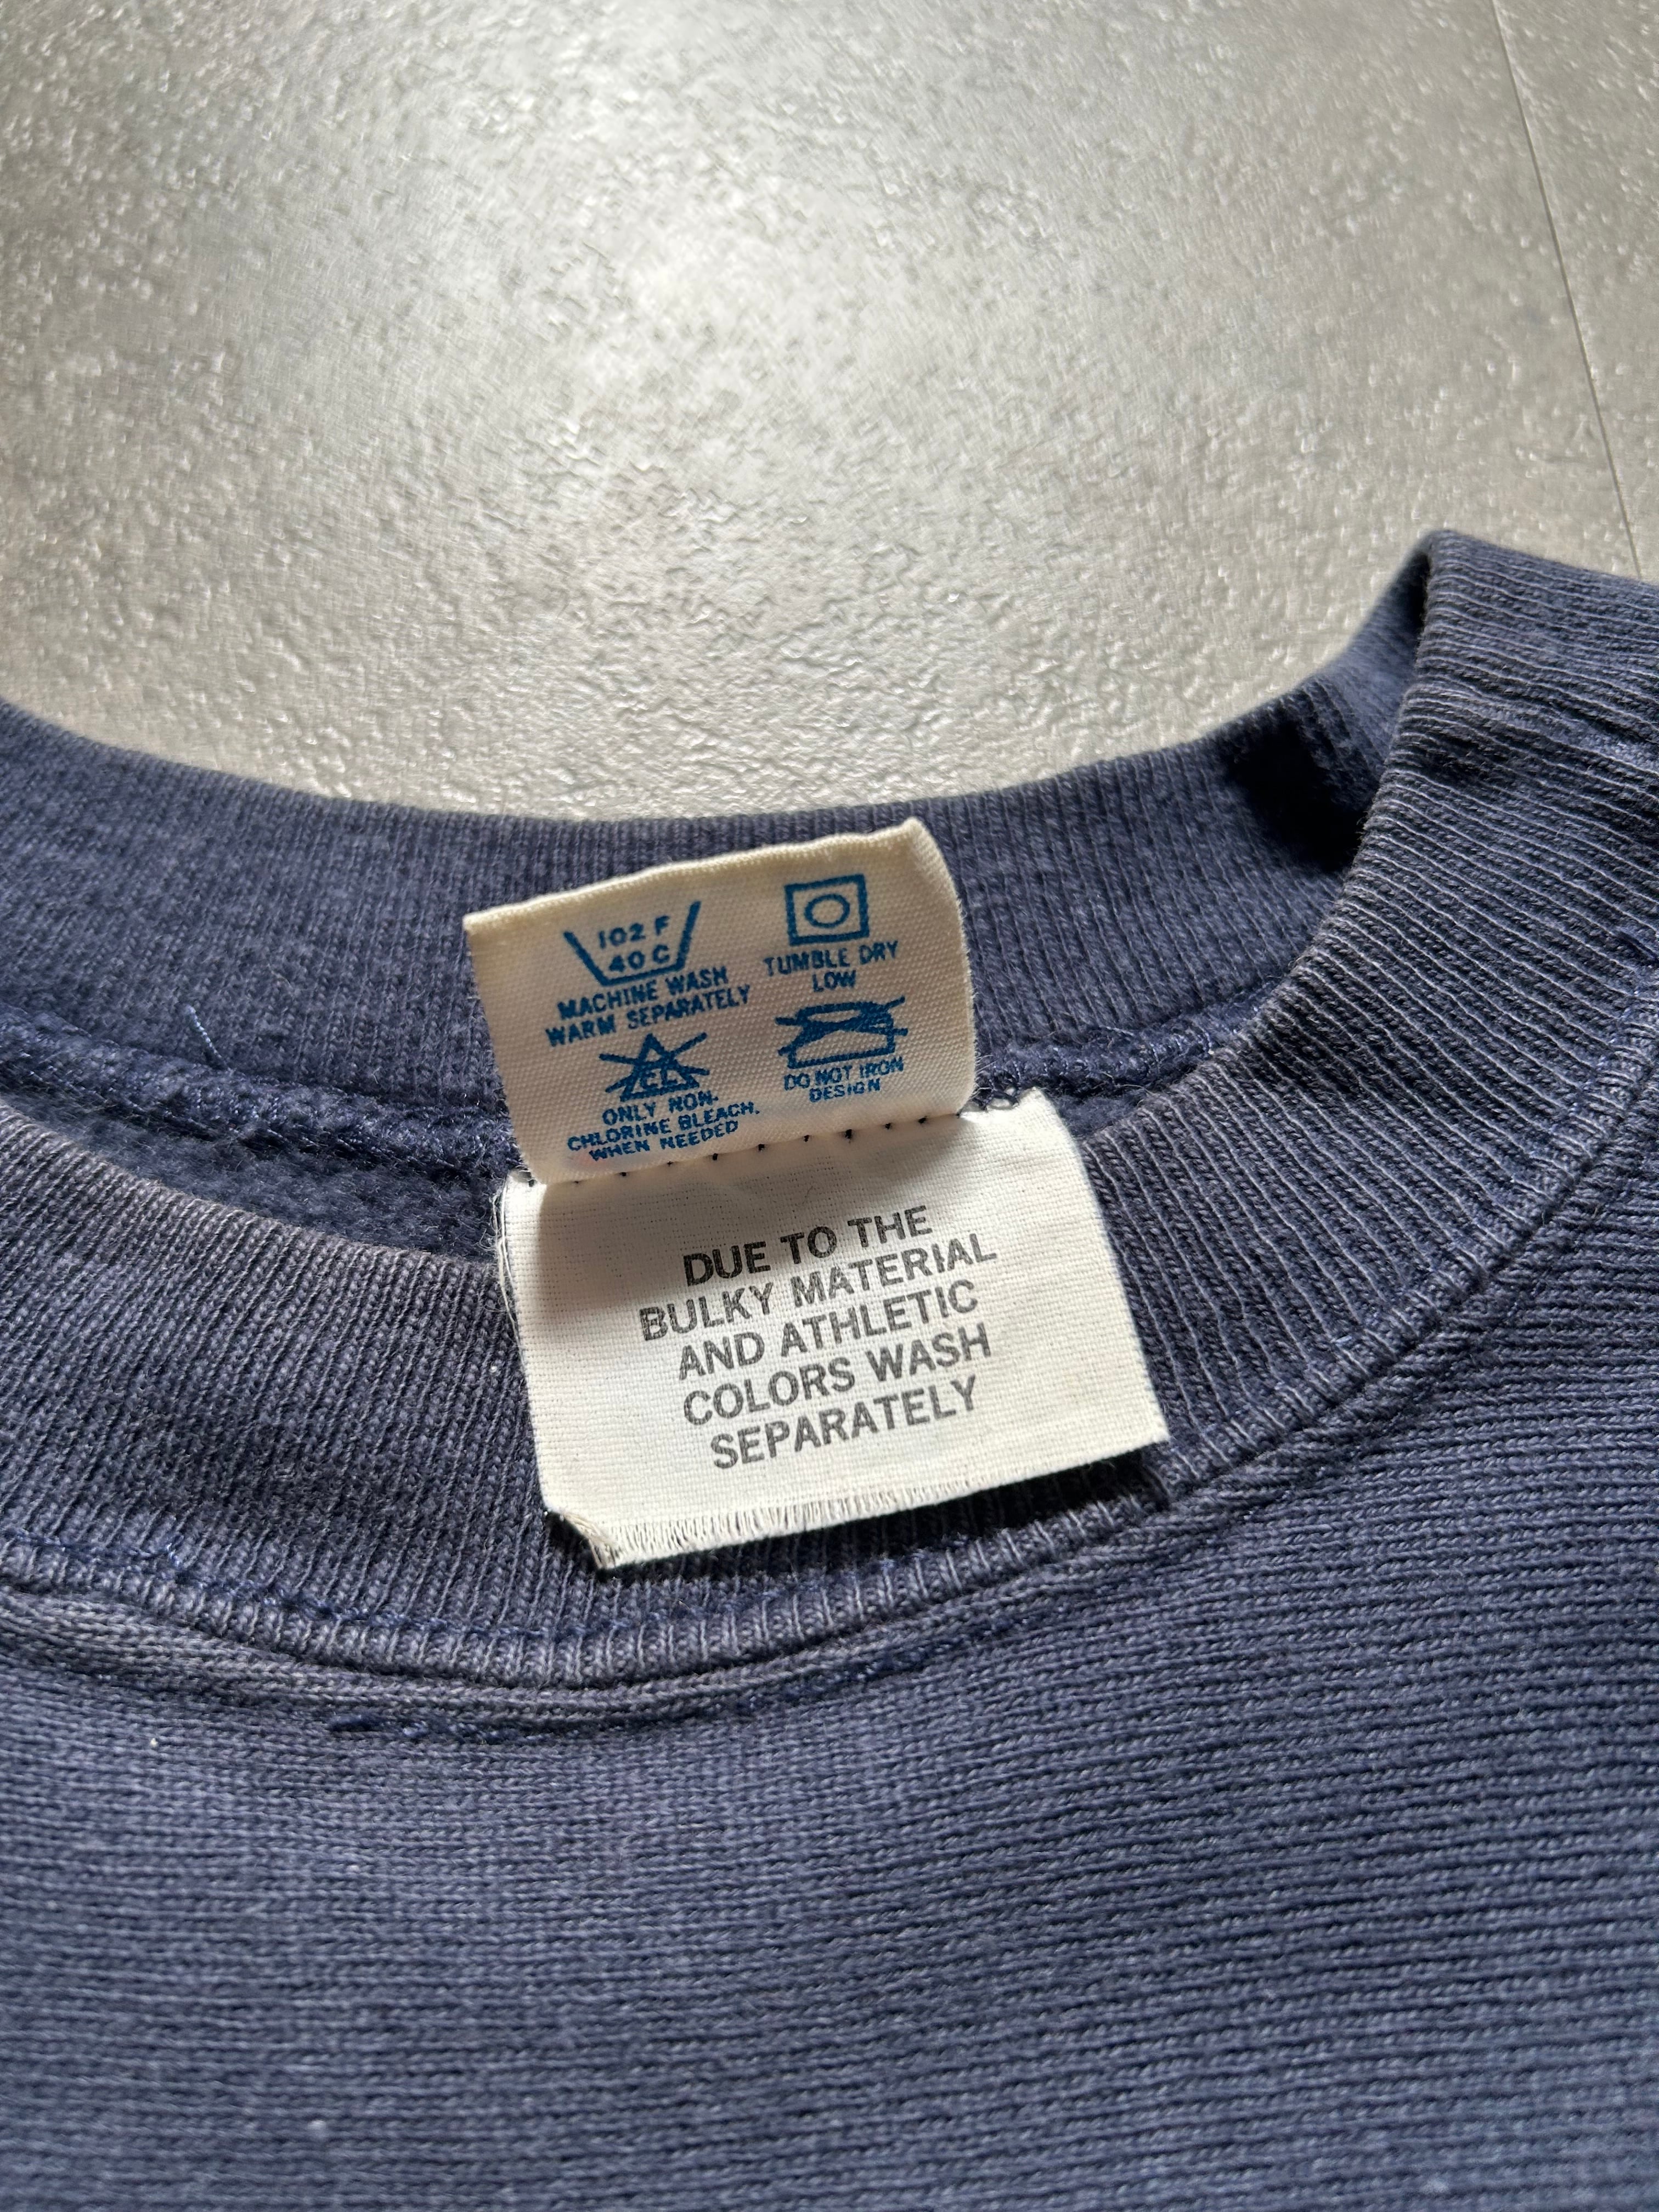 102 F
40 C
MACHINE WASH
WARM SEPARATELY
TUMBLE DRY
LOW
CL
ONLY NON-
CHLORINE BLEACH.
WHEN NEEDED
DO NOT IRON
DESIGN
DUE TO THE
BULKY MATERIAL
AND ATHLETIC
COLORS WASH
SEPARATELY